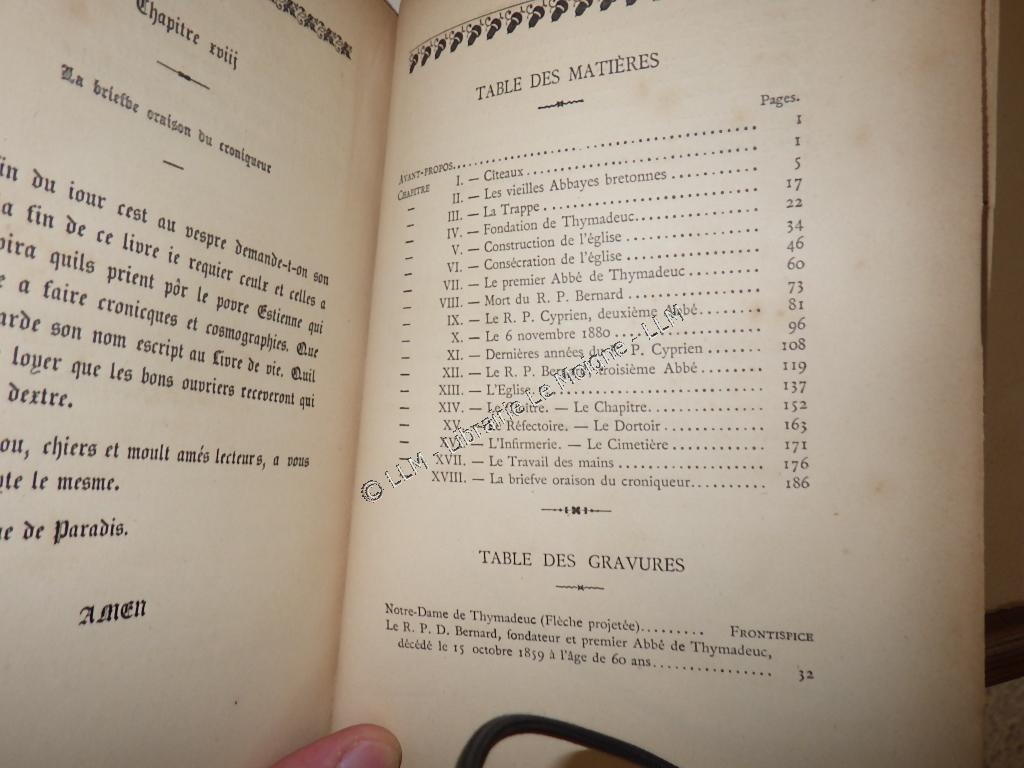 Chapitre xviij
La briefve oraison du croniqueur
in du iour cest au vespre demande-t-on son
a fin de ce livre ie requier ceulx et celles a
oira quils prient pôr le povre Estienne qui
e a faire cronicques et cosmographies. Que
arde son nom escript au Livre de vie. Quil
loyer que les bons ouvriers receveront qui
dextre.
ou, chiers et moult amés lecteurs, a vous
te le mesme.
ue de Paradis.
AMEN
TABLE DES MATIÈRES
Pages.
AVANT-PROPOS. 1
CHAPITRE I. — Cîteaux 1
— II. — Les vieilles Abbayes bretonnes 5
— III. — La Trappe 17
— IV. — Fondation de Thymadeuc 22
— V. — Construction de l'église 34
— VI. — Consécration de l'église 46
— VII. — Le premier Abbé de Thymadeuc 60
— VIII. — Mort du R. P. Bernard 73
— IX. — Le R. P. Cyprien, deuxième Abbé. 81
— X. — Le 6 novembre 1880 96
— XI. — Dernières années du R. P. Cyprien 108
— XII. — Le R. P. Bernard, troisième Abbé 119
— XIII. — L'Eglise 137
— XIV. — Le Cloître. — Le Chapitre. 152
— XV. — Le Réfectoire. — Le Dortoir 163
— XVI. — L'Infirmerie. — Le Cimetière 171
— XVII. — Le Travail des mains 176
— XVIII. — La briefve oraison du croniqueur. 186
TABLE DES GRAVURES
Notre-Dame de Thymadeuc (Flèche projetée) FRONTISPICE
Le R. P. D. Bernard, fondateur et premier Abbé de Thymadeuc,
décédé le 15 octobre 1859 à l'âge de 60 ans 32
© LLM - Librairie Le Moigne - LLM